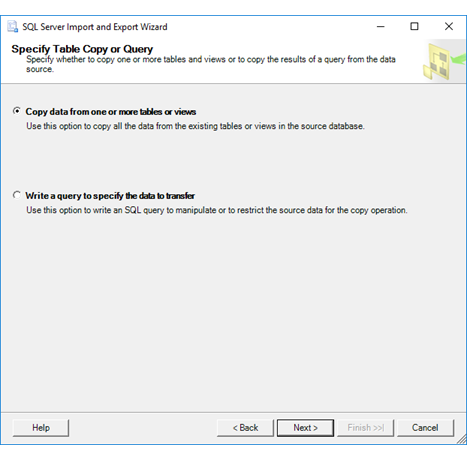 SQL Server Import and Export Wizard
Specify Table Copy or Query
Specify whether to copy one or more tables and views or to copy the results of a query from the data
source.
Copy data from one or more tables or views
Use this option to copy all the data from the existing tables or views in the source database.
Write a query to specify the data to transfer
Use this option to write an SQL query to manipulate or to restrict the source data for the copy operation.
Help
< Back
Next >
Finish >>|
Cancel